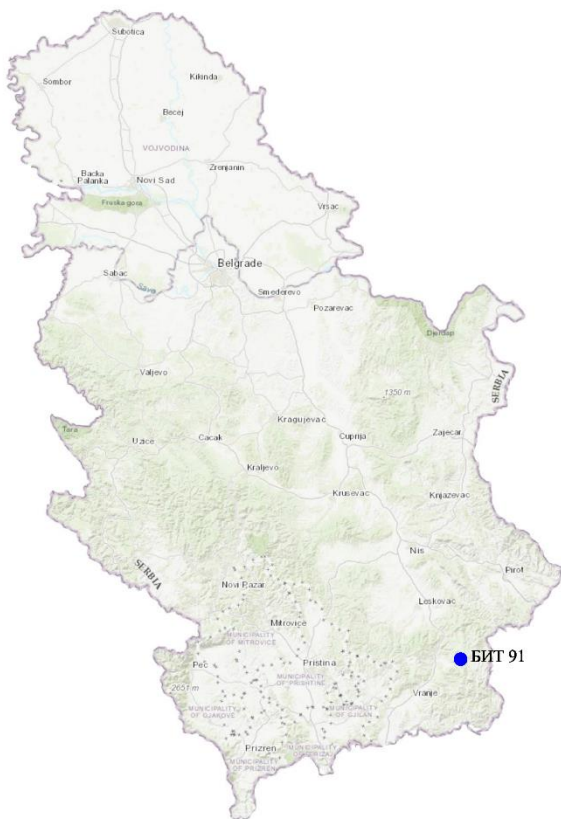 Subotica
Sombor
Kikinda
Becej
VOJVODINA
Backa
Palanka
Novi Sad
Zrenjanin
Fruska gora
Vrsac
Belgrade
Sabac
Sava
Smederevo
Pozarevac
Djerdap
SERBIA
Valjevo
1350 m
Tara
Uzice
Cacak
Kragujevac
Cuprija
Zajecar
Kraljevo
Krusevac
Knjazevac
Nis
Pirot
SERBIA
Novi Pazar
Leskovac
Mitrovice
MUNICIPALITY
OF MITROVICE
Peć
Pristina
БИТ 91
MUNICIPALITY
OF PRISHTINE
2651 m
Vranje
MUNICIPALITY
OF GJAKOVE
MUNICIPALITY
OF GJILAN
Prizren
MUNICIPALITY
OF PRIZREN